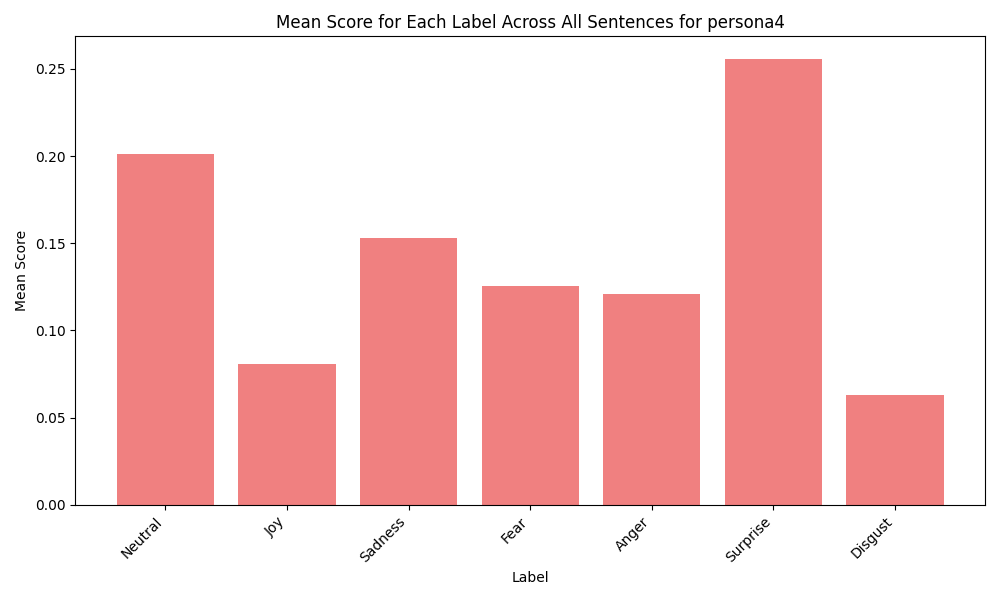 Mean Score for Each Label Across All Sentences for persona4
0.25
0.20
0.15
0.10
0.05
0.00
Mean Score
Neutral
Joy
Sadness
Fear
Anger
Surprise
Disgust
Label